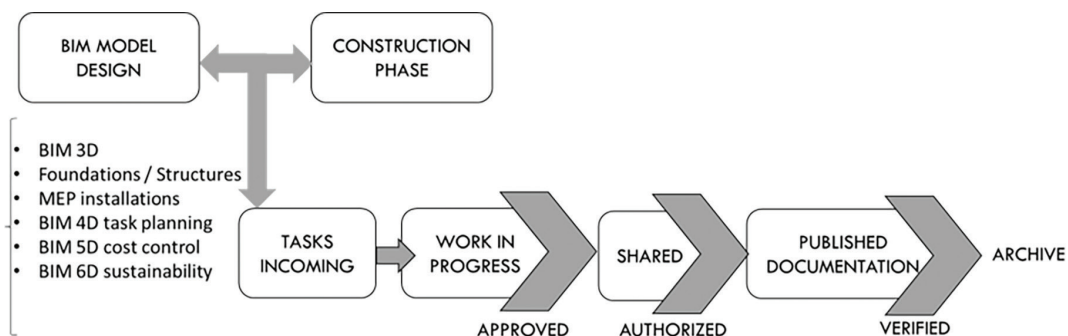 BIM MODEL
DESIGN
CONSTRUCTION
PHASE
• BIM 3D
• Foundations / Structures
• MEP installations
• BIM 4D task planning
• BIM 5D cost control
• BIM 6D sustainability
TASKS
INCOMING
WORK IN
PROGRESS
SHARED
PUBLISHED
DOCUMENTATION
ARCHIVE
APPROVED
AUTHORIZED
VERIFIED